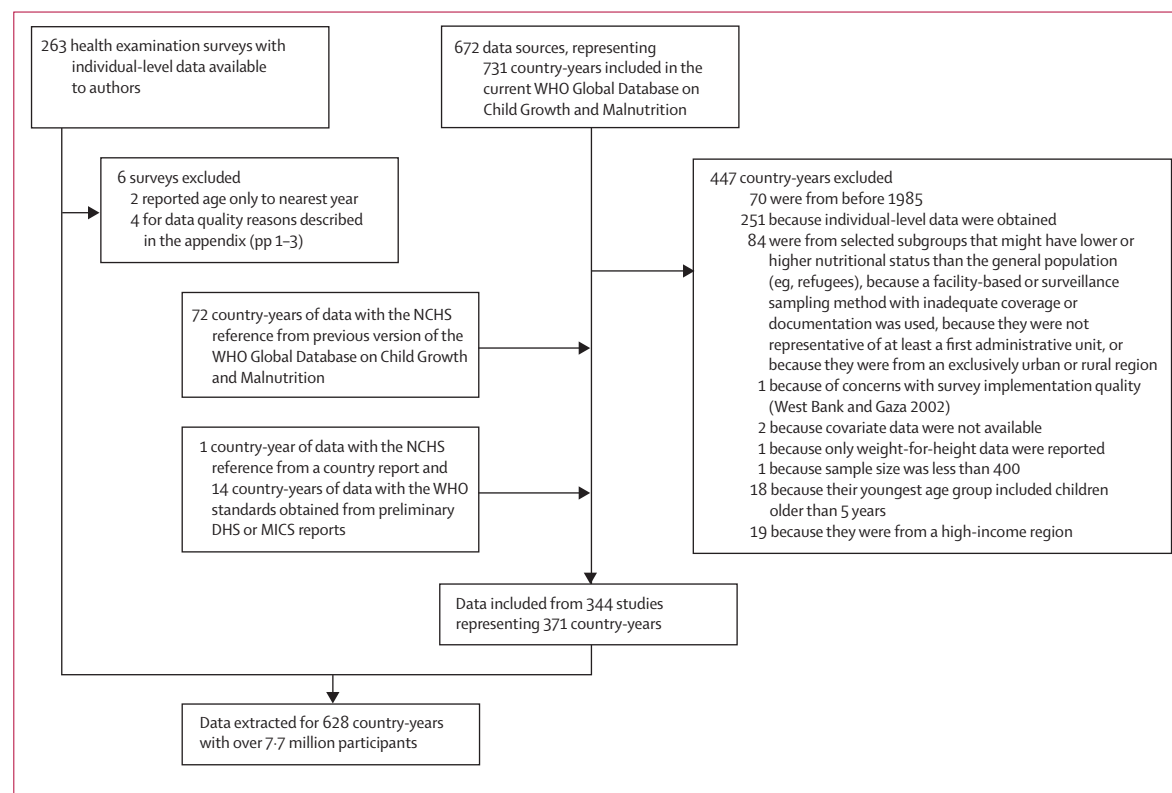 263 health examination surveys with
individual-level data available
to authors
672 data sources, representing
731 country-years included in the
current WHO Global Database on
Child Growth and Malnutrition
6 surveys excluded
2 reported age only to nearest year
4 for data quality reasons described
in the appendix (pp 1–3)
447 country-years excluded
70 were from before 1985
251 because individual-level data were obtained
84 were from selected subgroups that might have lower or
higher nutritional status than the general population
(eg, refugees), because a facility-based or surveillance
sampling method with inadequate coverage or
documentation was used, because they were not
representative of at least a first administrative unit, or
because they were from an exclusively urban or rural region
1 because of concerns with survey implementation quality
(West Bank and Gaza 2002)
2 because covariate data were not available
1 because only weight-for-height data were reported
1 because sample size was less than 400
18 because their youngest age group included children
older than 5 years
19 because they were from a high-income region
72 country-years of data with the NCHS
reference from previous version of the
WHO Global Database on Child Growth
and Malnutrition
1 country-year of data with the NCHS
reference from a country report and
14 country-years of data with the WHO
standards obtained from preliminary
DHS or MICS reports
Data included from 344 studies
representing 371 country-years
Data extracted for 628 country-years
with over 7·7 million participants